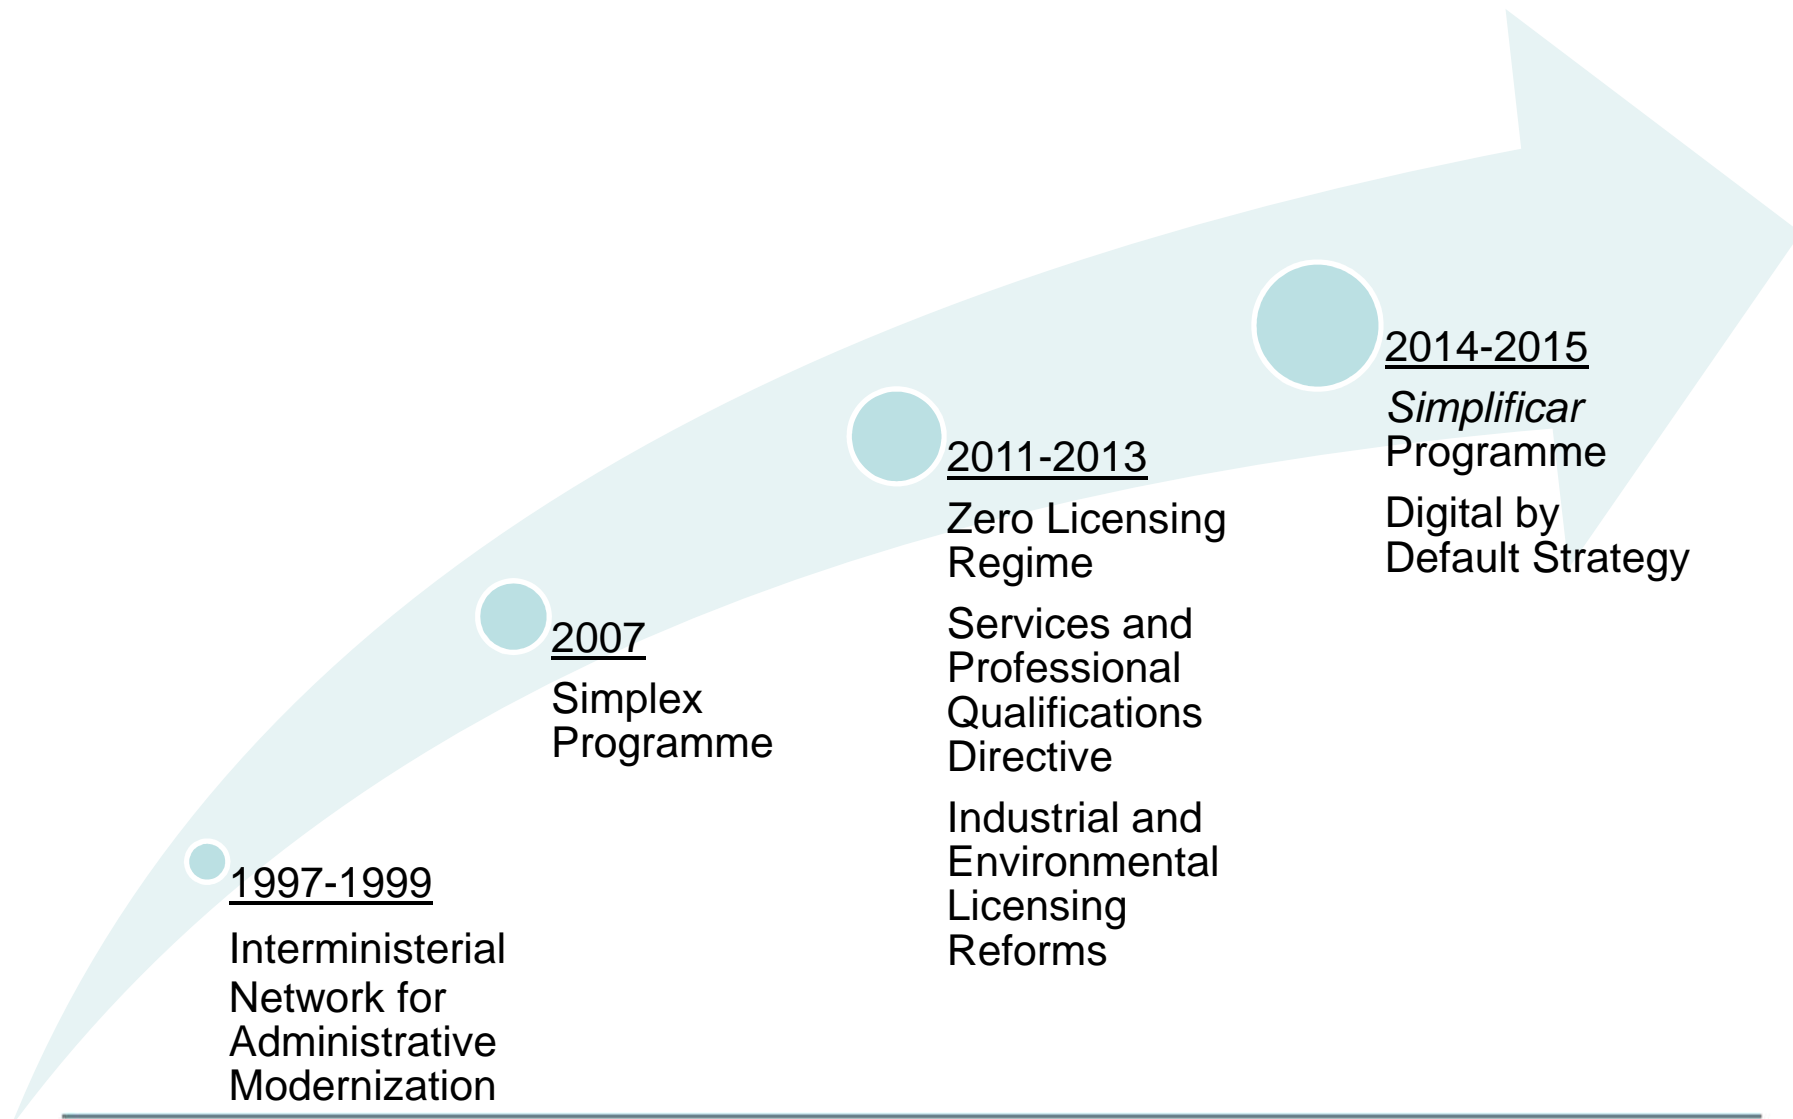 1997-1999
Interministerial
Network for
Administrative
Modernization
2007
Simplex
Programme
2011-2013
Zero Licensing
Regime
Services and
Professional
Qualifications
Directive
Industrial and
Environmental
Licensing
Reforms
2014-2015
Simplificar
Programme
Digital by
Default Strategy